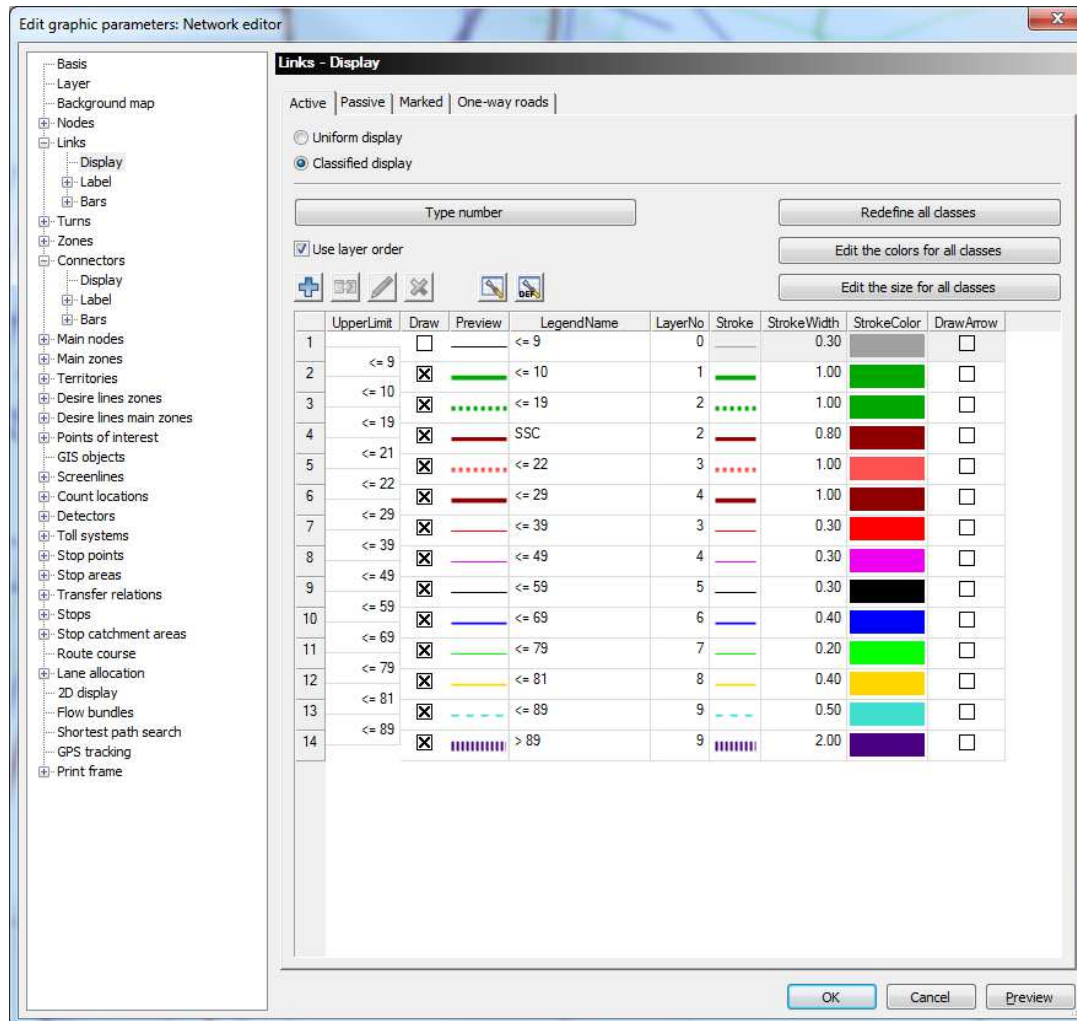 Edit graphic parameters: Network editor
Basis
Layer
Background map
Nodes
Links
Display
Label
Bars
Turns
Zones
Connectors
Display
Label
Bars
Main nodes
Main zones
Territories
Desire lines zones
Desire lines main zones
Points of interest
GIS objects
Screenlines
Count locations
Detectors
Toll systems
Stop points
Stop areas
Transfer relations
Stops
Stop catchment areas
Route course
Lane allocation
2D display
Flow bundles
Shortest path search
GPS tracking
Print frame
Links - Display
Active Passive Marked One-way roads
Uniform display
Classified display
Type number Redefine all classes
Use layer order Edit the colors for all classes
DEF Edit the size for all classes
UpperLimit Draw Preview LegendName LayerNo Stroke StrokeWidth StrokeColor DrawArrow
1 <= 9 0 0.30
<= 9
2 <= 10 1 1.00
<= 10
3 <= 19 2 1.00
<= 19
4 SSC 2 0.80
<= 21
5 <= 22 3 1.00
<= 22
6 <= 29 4 1.00
<= 29
7 <= 39 3 0.30
<= 39
8 <= 49 4 0.30
<= 49
9 <= 59 5 0.30
<= 59
10 <= 69 6 0.40
<= 69
11 <= 79 7 0.20
<= 79
12 <= 81 8 0.40
<= 81
13 <= 89 9 0.50
<= 89
14 > 89 9 2.00
OK Cancel Preview